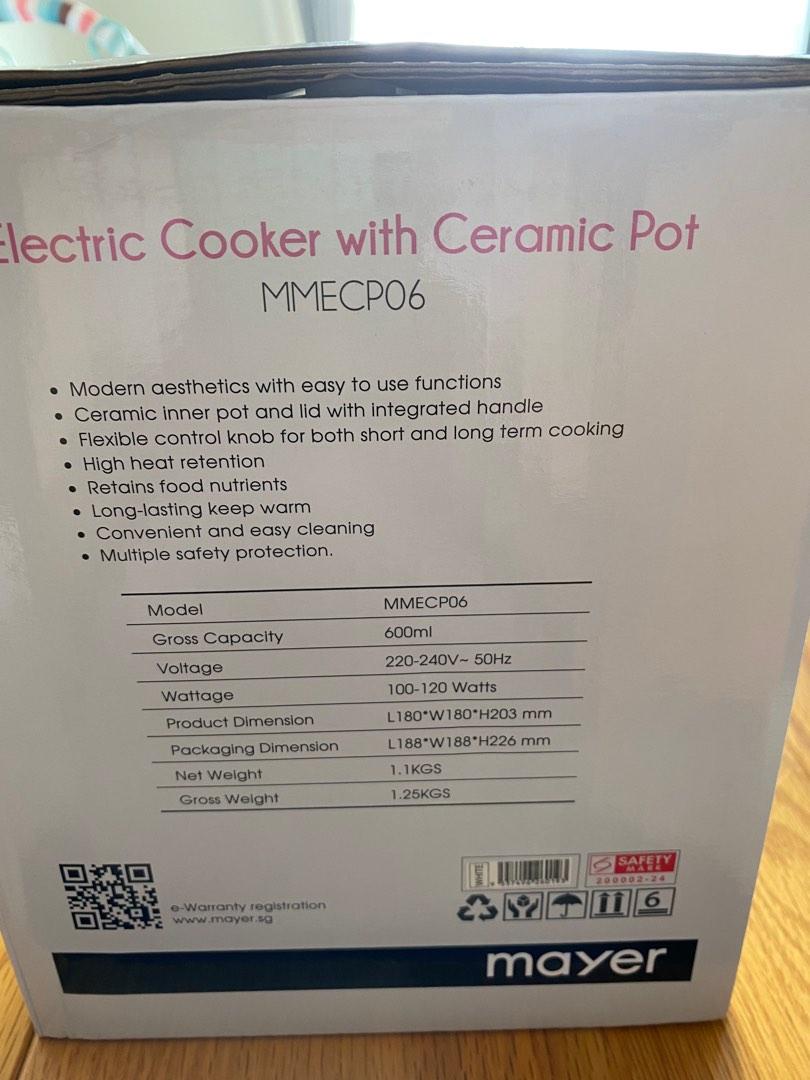 Electric Cooker with Ceramic Pot
MMECP06
• Modern aesthetics with easy to use functions
• Ceramic inner pot and lid with integrated handle
• Flexible control knob for both short and long term cooking
• High heat retention
• Retains food nutrients
• Long-lasting keep warm
• Convenient and easy cleaning
• Multiple safety protection.
Model MMECP06
Gross Capacity 600ml
Voltage 220-240V~ 50Hz
Wattage 100-120 Watts
Product Dimension L180*W180*H203 mm
Packaging Dimension L188*W188*H226 mm
Net Weight 1.1KGS
Gross Weight 1.25KGS
WHITE
SAFETY
MARK
200002-24
6
e-Warranty registration
www.mayer.sg
mayer